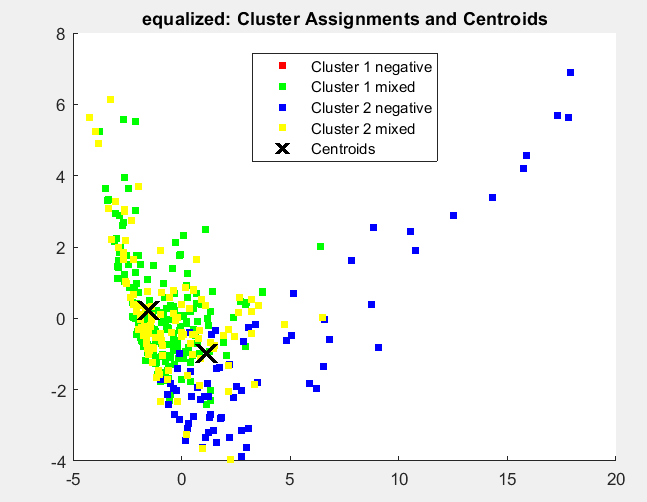 equalized: Cluster Assignments and Centroids
8
6
4
2
0
-2
-4
Cluster 1 negative
Cluster 1 mixed
Cluster 2 negative
Cluster 2 mixed
Centroids
-5 0 5 10 15 20